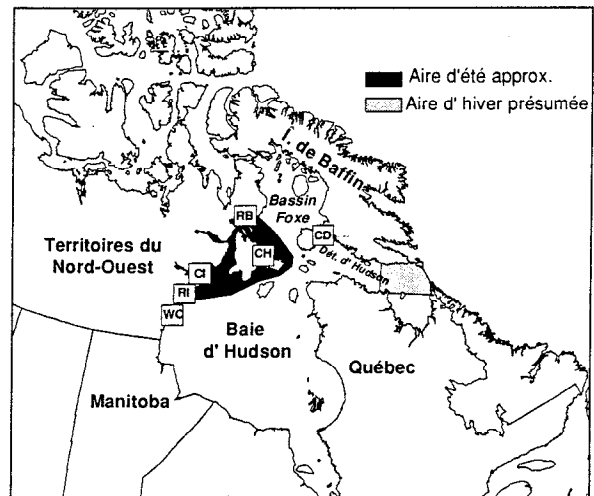 Aire d'été approx.
Aire d'hiver présumée
Î. de Baffin
Bassin
Foxe
RB
CD
Territoires du
Nord-Ouest
CH
Dét. d'Hudson
CI
RI
WC
Baie
d'Hudson
Québec
Manitoba